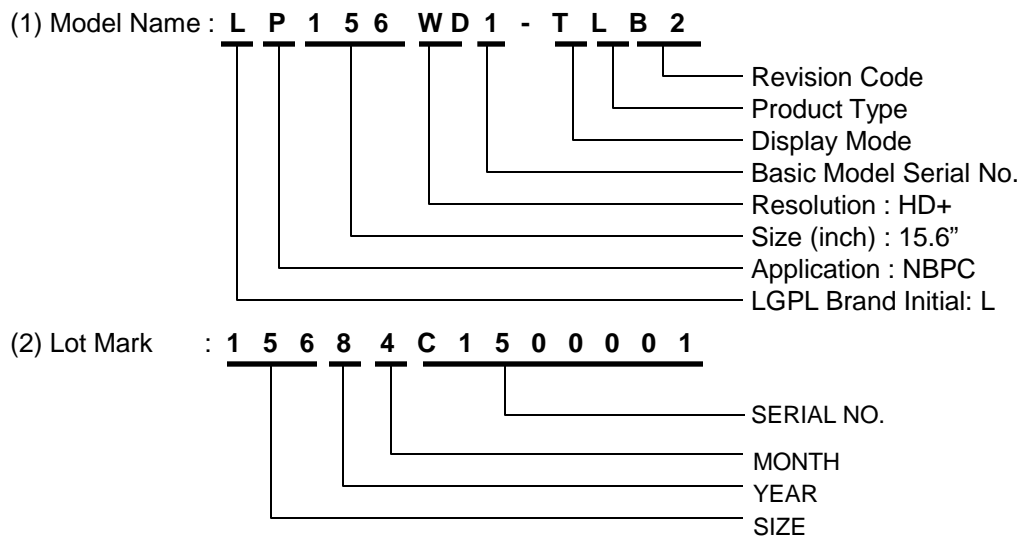 (1) Model Name : L P 1 5 6 W D 1 - T L B 2
Revision Code
Product Type
Display Mode
Basic Model Serial No.
Resolution : HD+
Size (inch) : 15.6”
Application : NBPC
LGPL Brand Initial: L
(2) Lot Mark : 1 5 6 8 4 C 1 5 0 0 0 0 1
SERIAL NO.
MONTH
YEAR
SIZE